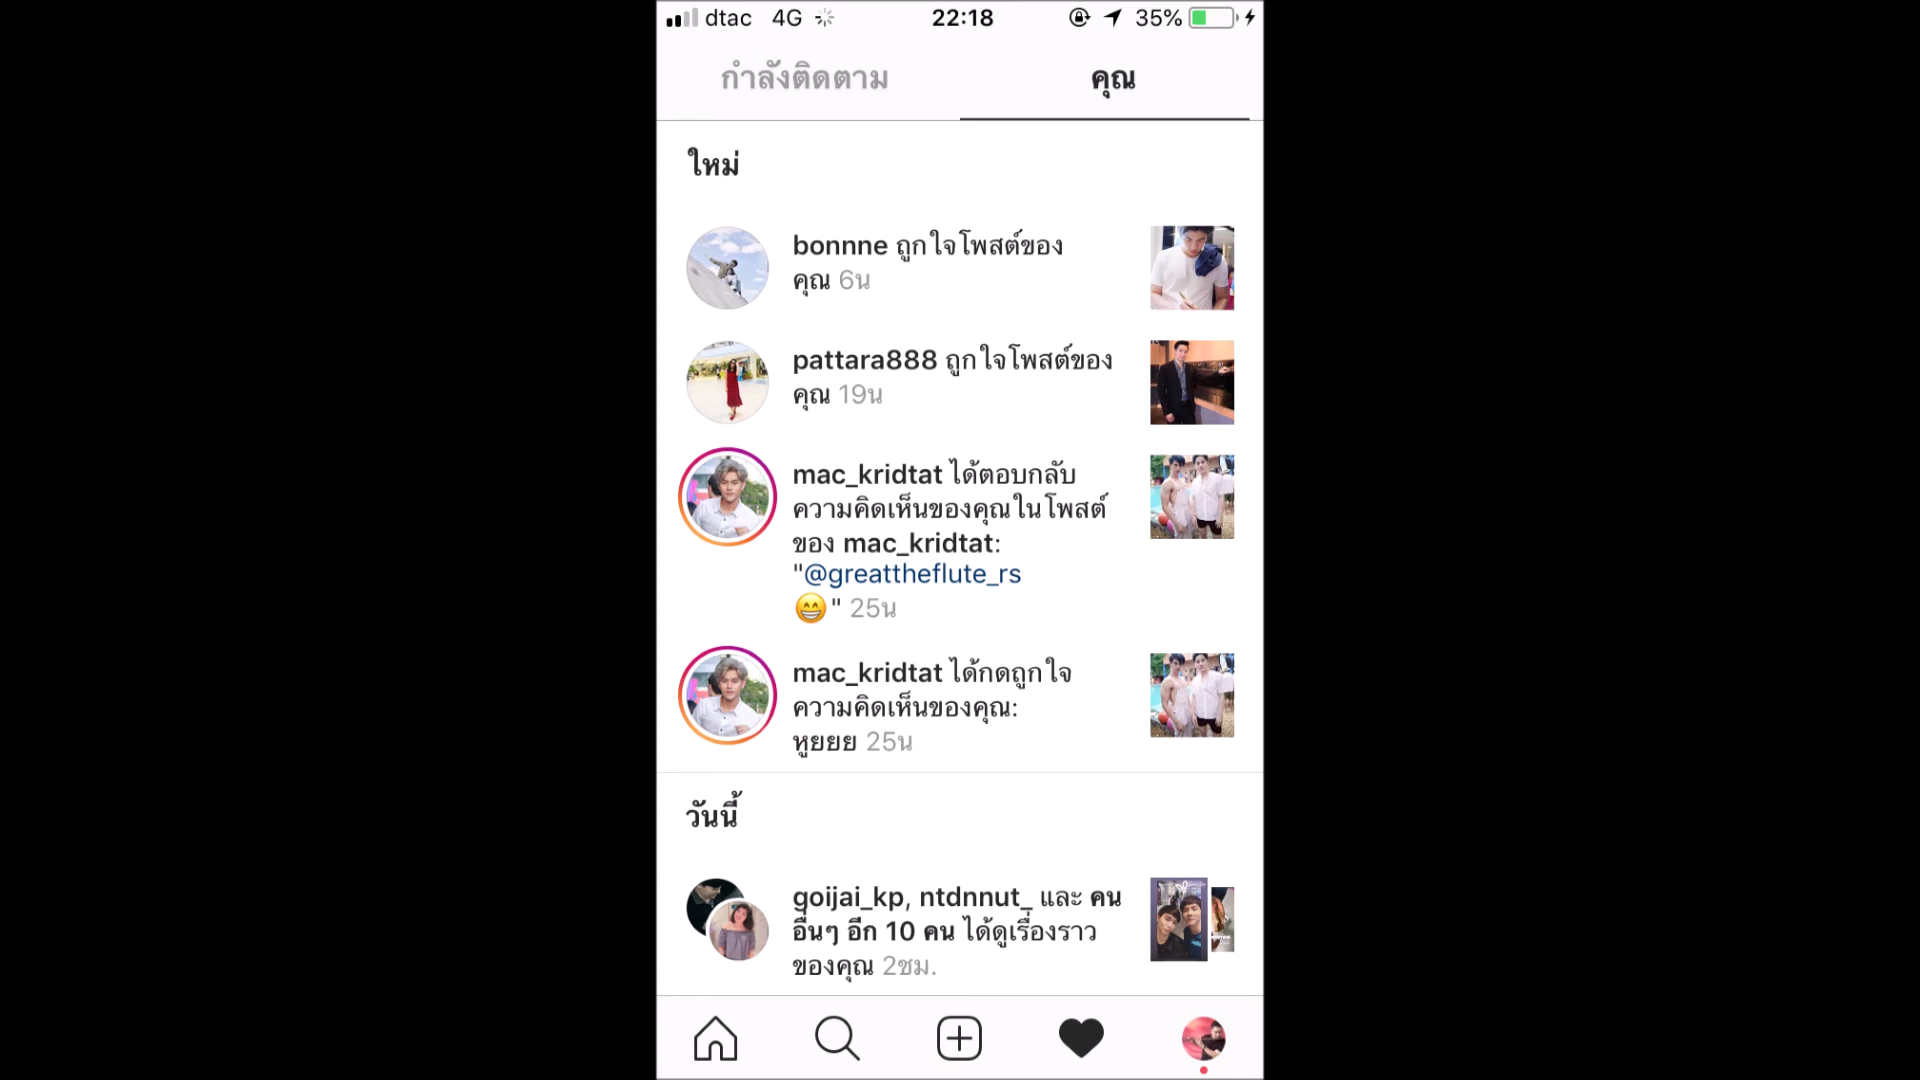 dtac 4G 22:18 35%
กำลังติดตาม คุณ
ใหม่
bonnne ถูกใจโพสต์ของ
คุณ 6น
pattara888 ถูกใจโพสต์ของ
คุณ 19น
mac_kridtat ได้ตอบกลับ
ความคิดเห็นของคุณในโพสต์
ของ mac_kridtat:
"@greattheflute_rs
😁" 25น
mac_kridtat ได้กดถูกใจ
ความคิดเห็นของคุณ:
หูยยย 25น
วันนี้
goijai_kp, ntdnnut_ และ คน
อื่นๆ อีก 10 คน ได้ดูเรื่องราว
ของคุณ 2ชม.